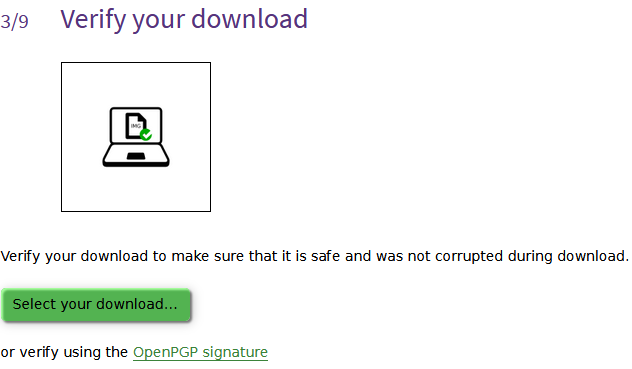 3/9 Verify your download
IMG
Verify your download to make sure that it is safe and was not corrupted during download.
Select your download...
or verify using the OpenPGP signature